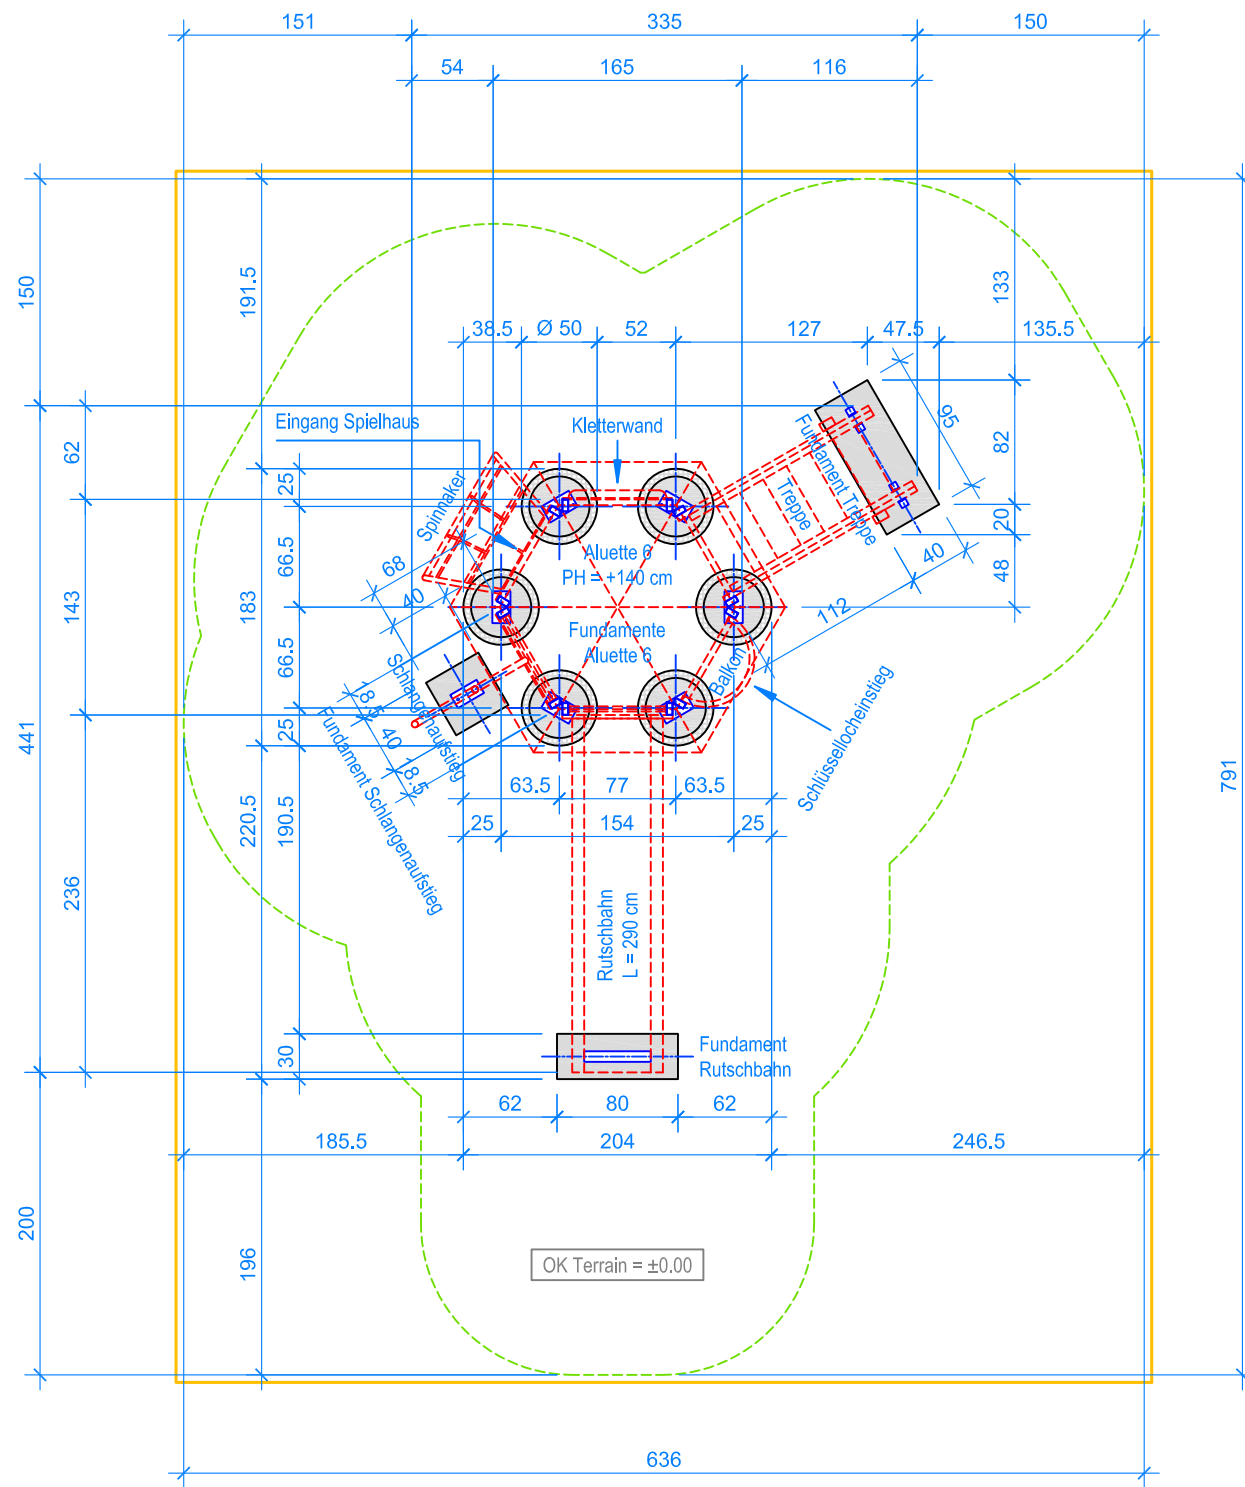 151
335
150
54
165
116
150
191.5
133
38.5
Ø 50
52
127
47.5
135.5
Eingang Spielhaus
Kletterwand
Fundament Treppe
95
82
62
25
Spinnaker
Treppe
20
Aluette 6
PH = +140 cm
66.5
68
40
40
48
143
183
112
Fundamente
Aluette 6
66.5
Balkon
Schlangenaufstieg
18.5
40
18.5
Fundament Schlangenaufstieg
Schlüssellocheinstieg
441
25
791
63.5
77
63.5
220.5
190.5
25
154
25
236
Rutschbahn
L = 290 cm
30
Fundament
Rutschbahn
62
80
62
185.5
204
246.5
200
196
OK Terrain = ±0.00
636